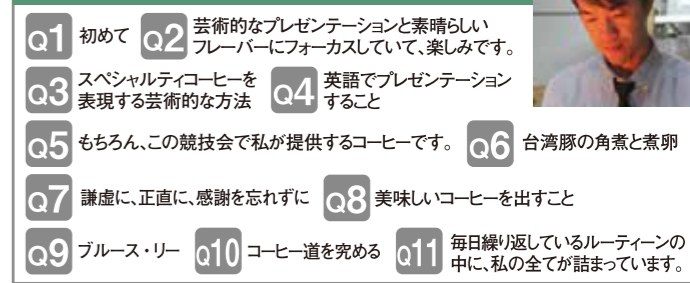 Q1 初めて
Q2 芸術的なプレゼンテーションと素晴らしい
フレーバーにフォーカスしていて、楽しみです。
Q3 スペシャルティコーヒーを
表現する芸術的な方法
Q4 英語でプレゼンテーション
すること
Q5 もちろん、この競技会で私が提供するコーヒーです。
Q6 台湾豚の角煮と煮卵
Q7 謙虚に、正直に、感謝を忘れずに
Q8 美味しいコーヒーを出すこと
Q9 ブルース・リー
Q10 コーヒー道を究める
Q11 毎日繰り返しているルーティーンの
中に、私の全てが詰まっています。